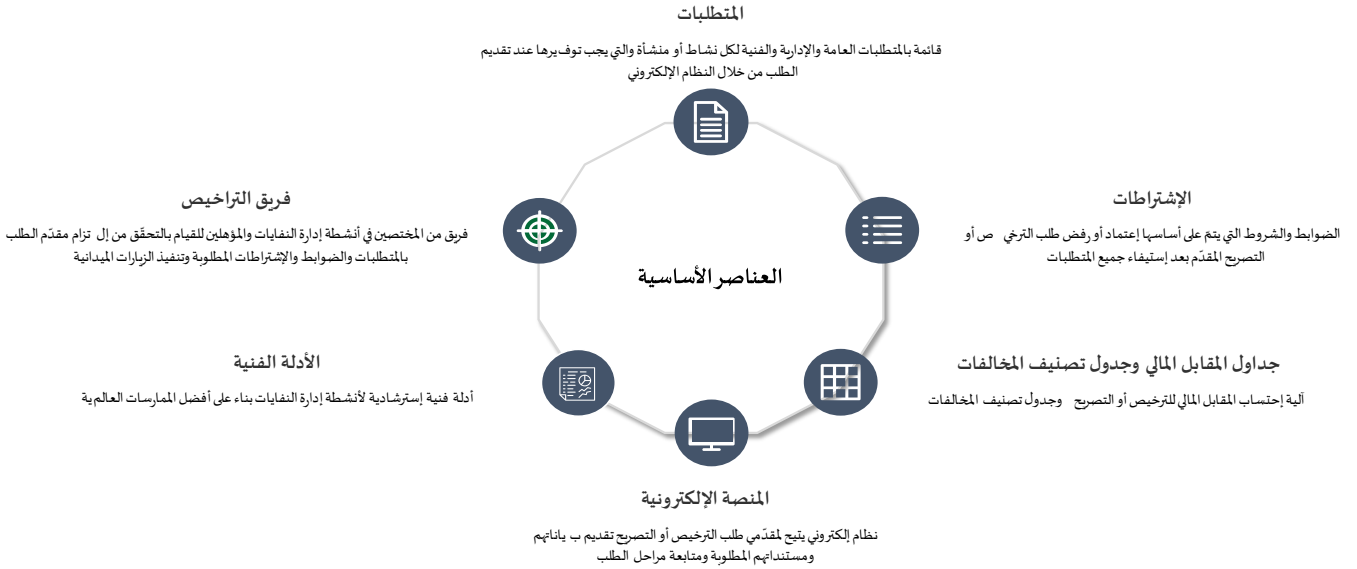 المتطلبات
قائمة بالمتطلبات العامة والإدارية والفنية لكل نشاط أو منشأة والتي يجب توفيرها عند تقديم
الطلب من خلال النظام الإلكتروني
الإشتراطات
الضوابط والشروط التي يتمّ على أساسها إعتماد أو رفض طلب الترخي ص أو
التصريح المقدّم بعد إستيفاء جميع المتطلبات
فريق التراخيص
فريق من المختصين في أنشطة إدارة النفايات والمؤهلين للقيام بالتحقّق من إل تزام مقدّم الطلب
بالمتطلبات والضوابط والإشتراطات المطلوبة وتنفيذ الزيارات الميدانية
العناصر الأساسية
جداول المقابل المالي وجدول تصنيف المخالفات
آلية إحتساب المقابل المالي للترخيص أو التصريح وجدول تصنيف المخالفات
الأدلة الفنية
أدلة فنية إسترشادية لأنشطة إدارة النفايات بناء على أفضل الممارسات العالم ية
المنصة الإلكترونية
نظام إلكتروني يتيح لمقدّمي طلب الترخيص أو التصريح تقديم ب ياناتهم
ومستنداتهم المطلوبة ومتابعة مراحل الطلب